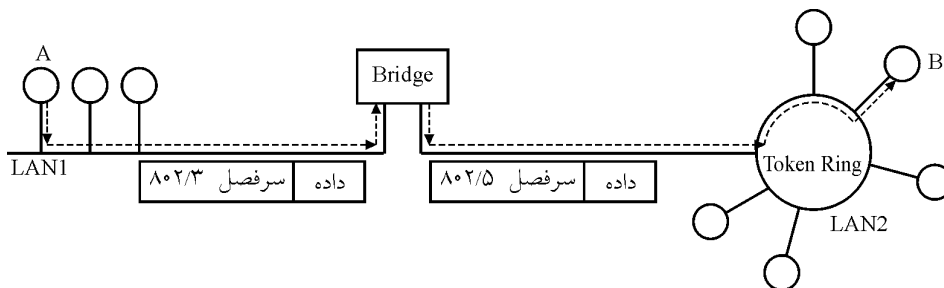 A
Bridge
B
LAN1
Token Ring
سرفصل ۸۰۲/۳
داده
سرفصل ۸۰۲/۵
داده
LAN2